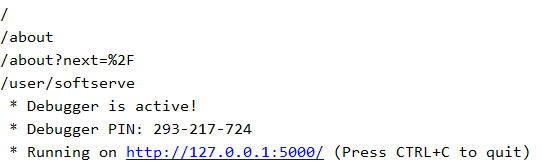 /
/about
/about?next=%2F
/user/softserve
* Debugger is active!
* Debugger PIN: 293-217-724
* Running on http://127.0.0.1:5000/ (Press CTRL+C to quit)